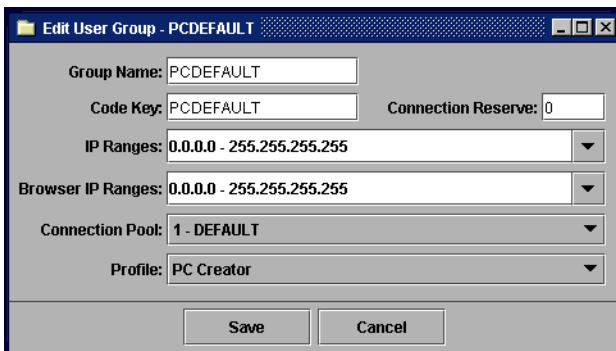 Edit User Group - PCDEFAULT
Group Name: PCDEFAULT
Code Key: PCDEFAULT Connection Reserve: 0
IP Ranges: 0.0.0.0 - 255.255.255.255
Browser IP Ranges: 0.0.0.0 - 255.255.255.255
Connection Pool: 1 - DEFAULT
Profile: PC Creator
Save Cancel